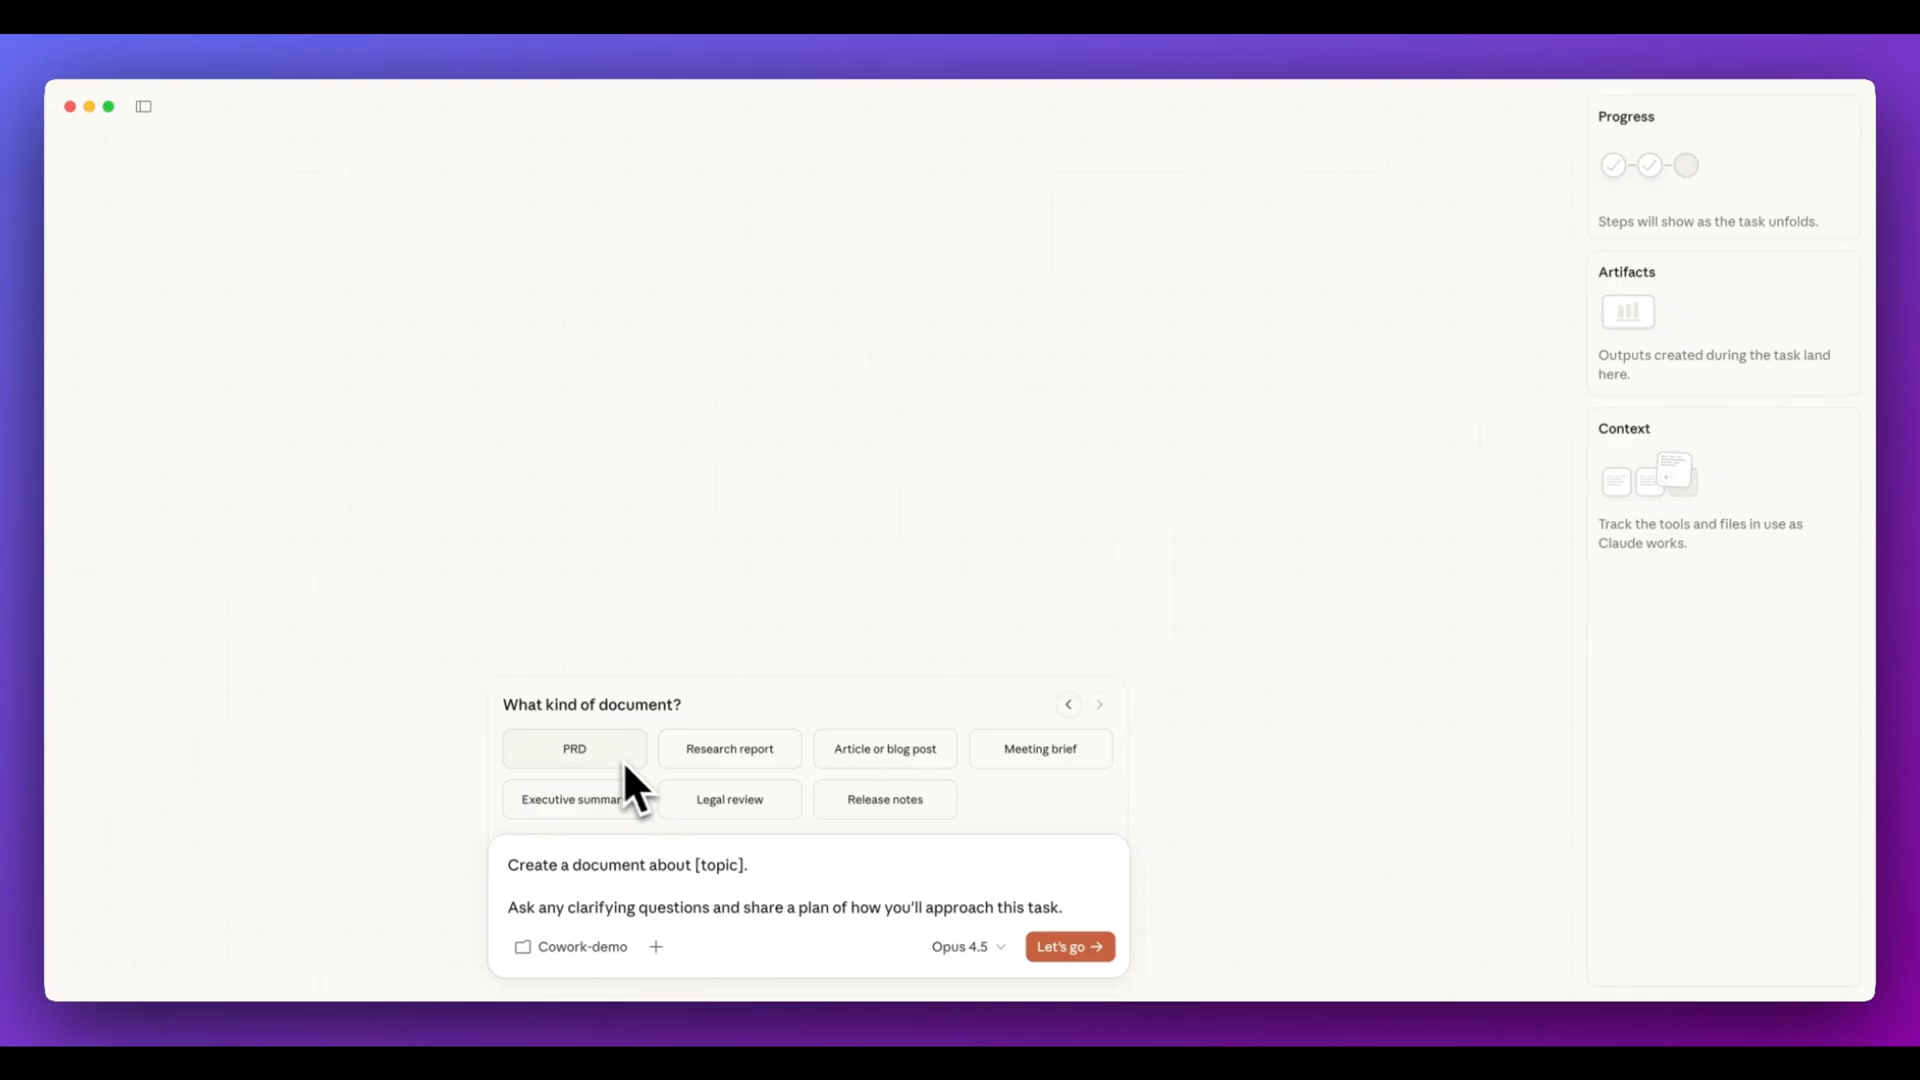 Progress
Steps will show as the task unfolds.
Artifacts
Outputs created during the task land
here.
Context
Track the tools and files in use as
Claude works.
What kind of document?
PRD
Research report
Article or blog post
Meeting brief
Executive summar
Legal review
Release notes
Create a document about [topic].
Ask any clarifying questions and share a plan of how you'll approach this task.
Cowork-demo
Opus 4.5
Let's go →